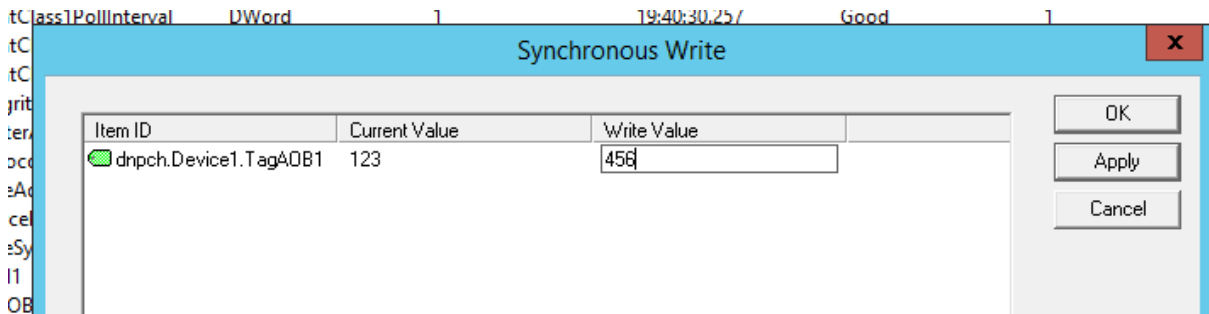 tClass1PollInterval DWord 1 19:40:30.257 Good 1
Synchronous Write
x
Item ID Current Value Write Value
dnpch.Device1.TagAOB1 123 456
OK
Apply
Cancel